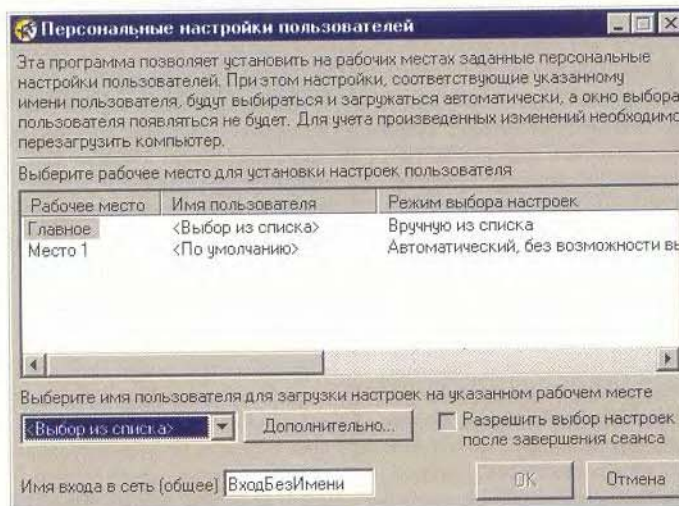 Персональные настройки пользователей
Эта программа позволяет установить на рабочих местах заданные персональные
настройки пользователей. При этом настройки, соответствующие указанному
имени пользователя, будут выбираться и загружаться автоматически, а окно выбора
пользователя появляться не будет. Для учета произведенных изменений необходимо
перезагрузить компьютер.
Выберите рабочее место для установки настроек пользователя
Рабочее место Имя пользователя Режим выбора настроек
Главное <Выбор из списка> Вручную из списка
Место 1 <По умолчанию> Автоматический, без возможности вы
Выберите имя пользователя для загрузки настроек на указанном рабочем месте
<Выбор из списка> Дополнительно... Разрешить выбор настроек
после завершения сеанса
Имя входа в сеть (общее) ВходБезИмени OK Отмена